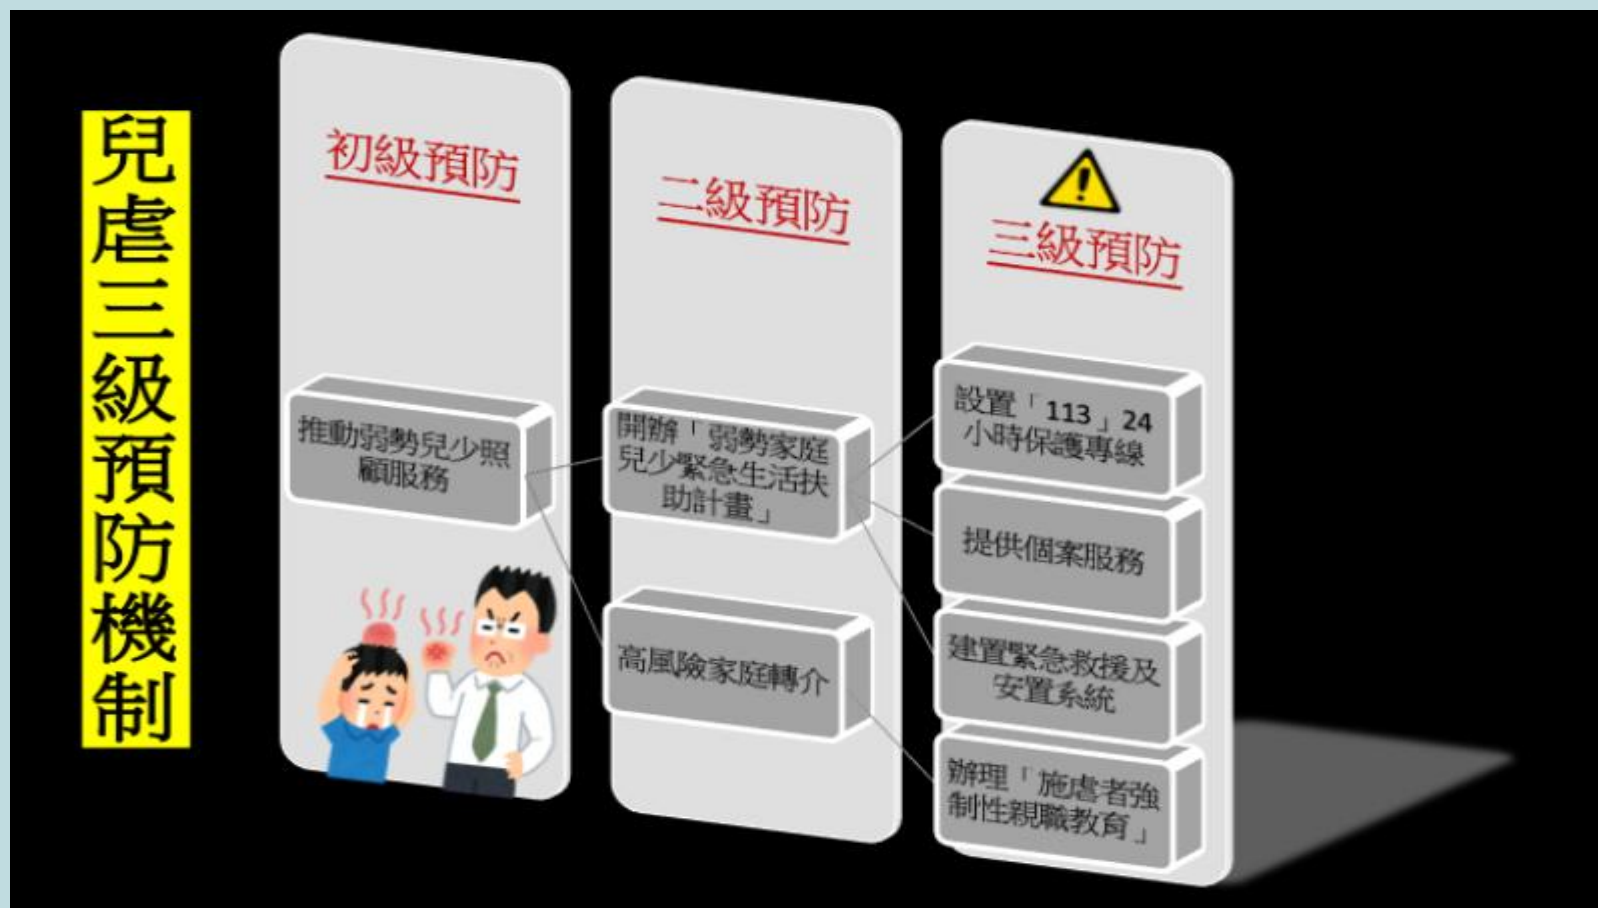 兒虐三級預防機制
初級預防
推動弱勢兒少照
顧服務
二級預防
開辦「弱勢家庭
兒少緊急生活扶
助計畫」
高風險家庭轉介
三級預防
設置「113」24
小時保護專線
提供個案服務
建置緊急救援及
安置系統
辦理「施虐者強
制性親職教育」